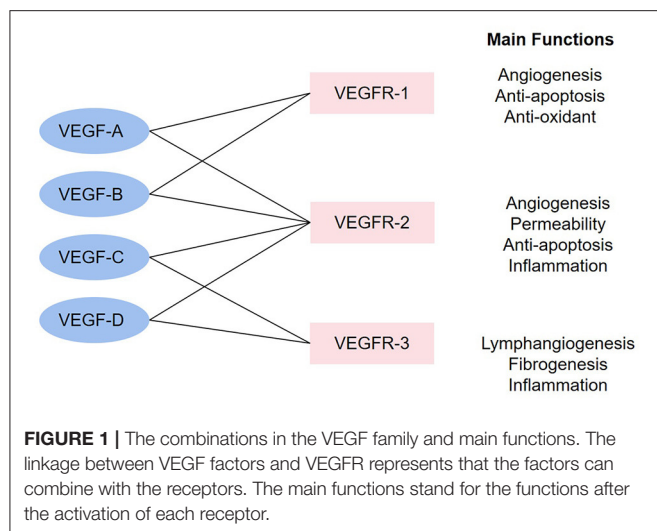 Main Functions
VEGF-A
VEGF-B
VEGF-C
VEGF-D
VEGFR-1
VEGFR-2
VEGFR-3
Angiogenesis
Anti-apoptosis
Anti-oxidant
Angiogenesis
Permeability
Anti-apoptosis
Inflammation
Lymphangiogenesis
Fibrogenesis
Inflammation
FIGURE 1 | The combinations in the VEGF family and main functions. The
linkage between VEGF factors and VEGFR represents that the factors can
combine with the receptors. The main functions stand for the functions after
the activation of each receptor.